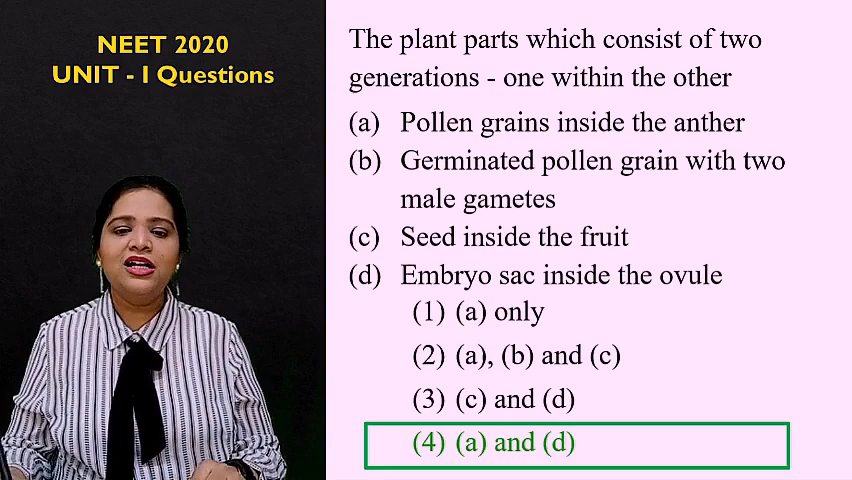 NEET 2020
UNIT - I Questions
The plant parts which consist of two
generations - one within the other
(a) Pollen grains inside the anther
(b) Germinated pollen grain with two
male gametes
(c) Seed inside the fruit
(d) Embryo sac inside the ovule
(1) (a) only
(2) (a), (b) and (c)
(3) (c) and (d)
(4) (a) and (d)